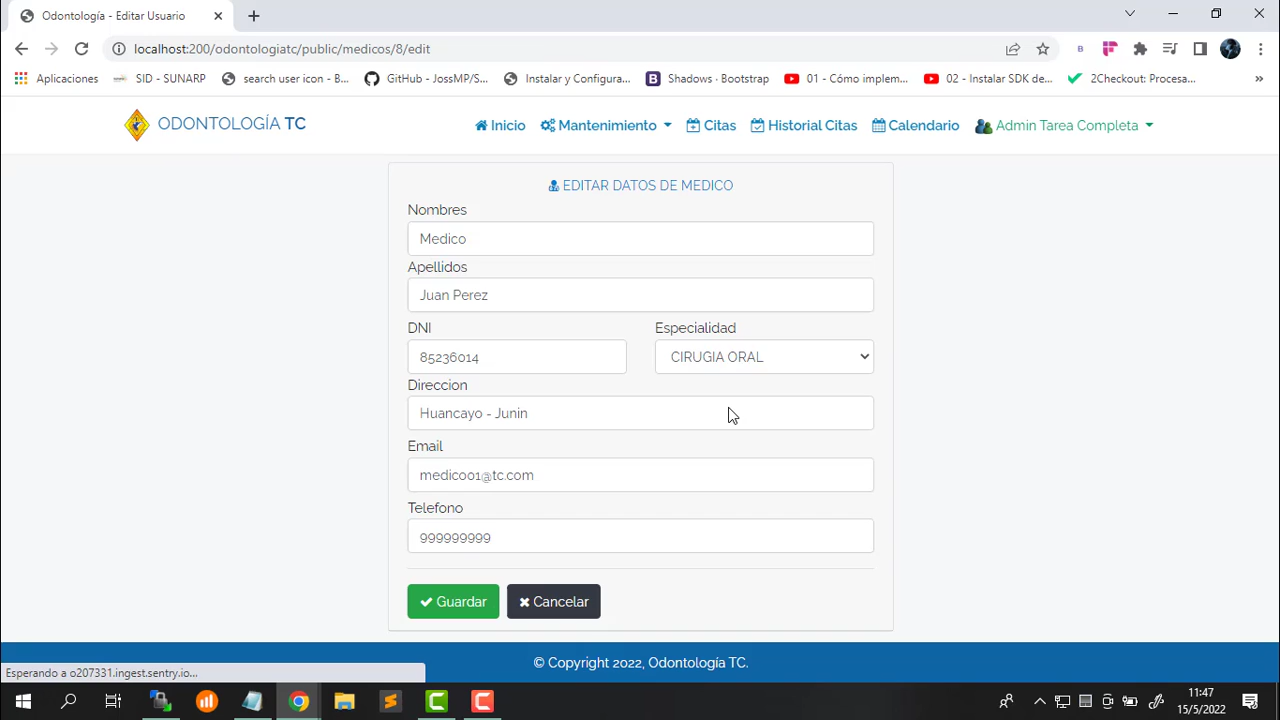 Odontología - Editar Usuario
localhost:200/odontologiatc/public/medicos/8/edit
Aplicaciones
SID - SUNARP
search user icon - B...
GitHub - JossMP/S...
Instalar y Configura...
Shadows · Bootstrap
01 - Cómo implem...
02 - Instalar SDK de...
2Checkout: Procesa...
»
ODONTOLOGÍA TC
Inicio
Mantenimiento
Citas
Historial Citas
Calendario
Admin Tarea Completa
EDITAR DATOS DE MEDICO
Nombres
Medico
Apellidos
Juan Perez
DNI
Especialidad
85236014
CIRUGIA ORAL
Direccion
Huancayo - Junin
Email
medico01@tc.com
Telefono
999999999
Guardar
Cancelar
© Copyright 2022, Odontología TC.
Esperando a o207331.ingest.sentry.io...
11:47
15/5/2022